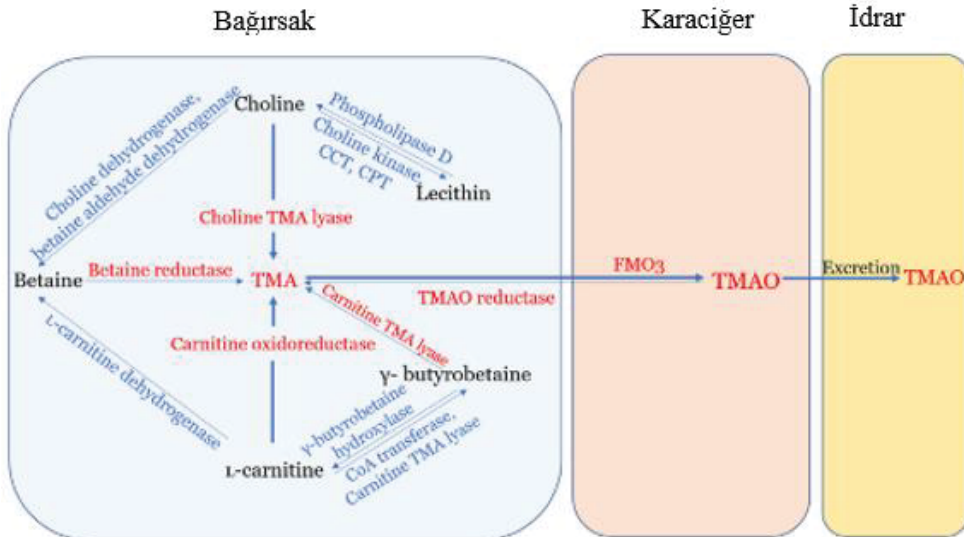 Bağırsak
Karaciğer
İdrar
Choline
Choline dehydrogenase,
betaine aldehyde dehydrogenase
Phospholipase D
Choline kinase,
CCT, CPT
Lecithin
Choline TMA lyase
Betaine
Betaine reductase
TMA
FMO3
TMAO reductase
TMAO
Excretion
TMAO
Carnitine TMA lyase
Carnitine oxidoreductase
L-carnitine dehydrogenase
γ- butyrobetaine
γ-butyrobetaine
hydroxylase
CoA transferase,
Carnitine TMA lyase
L-carnitine